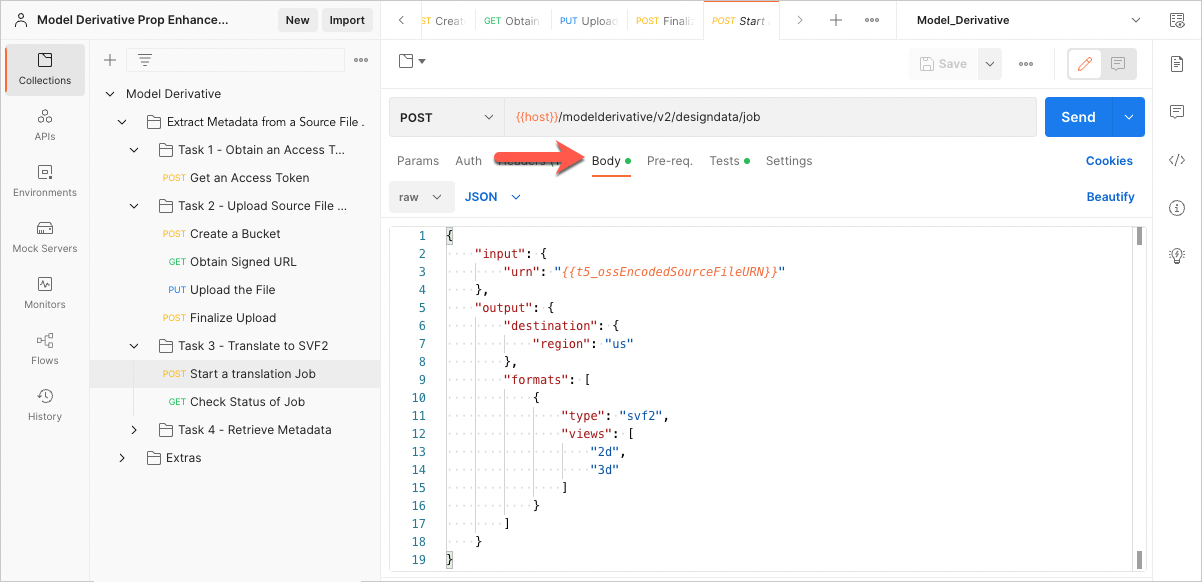 Model Derivative Prop Enhance...
New
Import
Create
GET Obtain
PUT Upload
POST Finali
POST Start
Model_Derivative
Collections
APIs
Environments
Mock Servers
Monitors
Flows
History
Model Derivative
Extract Metadata from a Source File .
Task 1 - Obtain an Access T...
POST Get an Access Token
Task 2 - Upload Source File ...
POST Create a Bucket
GET Obtain Signed URL
PUT Upload the File
POST Finalize Upload
Task 3 - Translate to SVF2
POST Start a translation Job
GET Check Status of Job
Task 4 - Retrieve Metadata
Extras
Save
POST
{{host}}/modelderivative/v2/designdata/job
Send
Params
Auth
Body
Pre-req.
Tests
Settings
Cookies
raw
JSON
Beautify
1 {
2 "input": {
3 "urn": "{{t5_ossEncodedSourceFileURN}}"
4 },
5 "output": {
6 "destination": {
7 "region": "us"
8 },
9 "formats": [
10 {
11 "type": "svf2",
12 "views": [
13 "2d",
14 "3d"
15 ]
16 }
17 ]
18 }
19 }